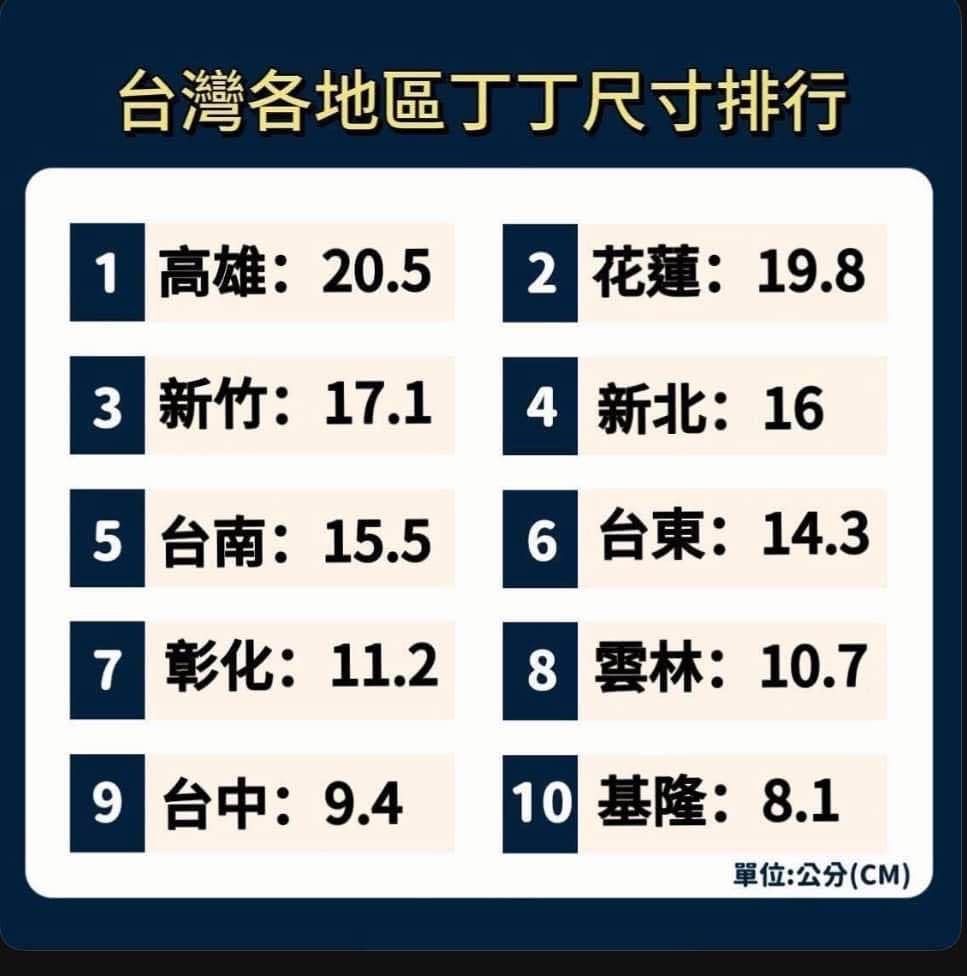 台灣各地區丁丁尺寸排行
1 高雄：20.5
2 花蓮：19.8
3 新竹：17.1
4 新北：16
5 台南：15.5
6 台東：14.3
7 彰化：11.2
8 雲林：10.7
9 台中：9.4
10 基隆：8.1
單位:公分(CM)